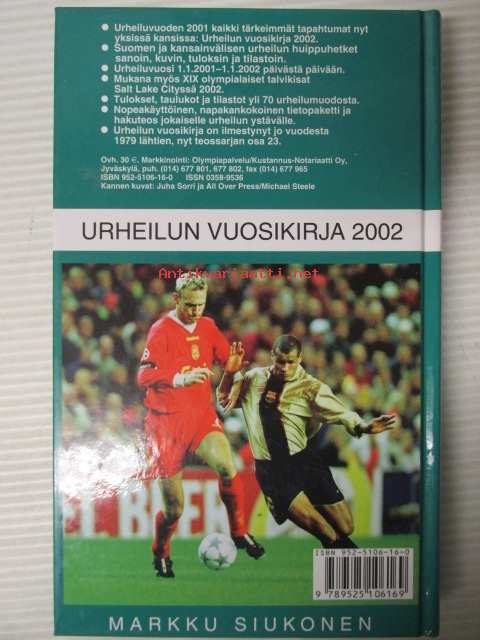 Urheiluvuoden 2001 kaikki tärkeimmät tapahtumat nyt
yksissä kansissa: Urheilun vuosikirja 2002.
Suomen ja kansainvälisen urheilun huippuhetket
sanoin, kuvin, tuloksin ja tilastoin.
Urheiluvuosi 1.1.2001–1.1.2002 päivästä päivään.
Mukana myös XIX olympialaiset talvikisat
Salt Lake Cityssä 2002.
Tulokset, taulukot ja tilastot yli 70 urheilumuodosta.
Nopeakäyttöinen, napakankokoinen tietopaketti ja
hakuteos jokaiselle urheilun ystävälle.
Urheilun vuosikirja on ilmestynyt jo vuodesta
1979 lähtien, nyt teossarjan osa 23.
Ovh. 30 €. Markkinointi: Olympiapalvelu/Kustannus-Notariaatti Oy,
Jyväskylä, puh. (014) 677 801, 677 802, fax (014) 677 965
ISBN 952-5106-16-0 ISSN 0359-9536
Kannen kuvat: Juha Sorri ja All Over Press/Michael Steele
URHEILUN VUOSIKIRJA 2002
Antikvariaatti.net
ISBN 952-5106-16-0
9 789525 106169
MARKKU SIUKONEN